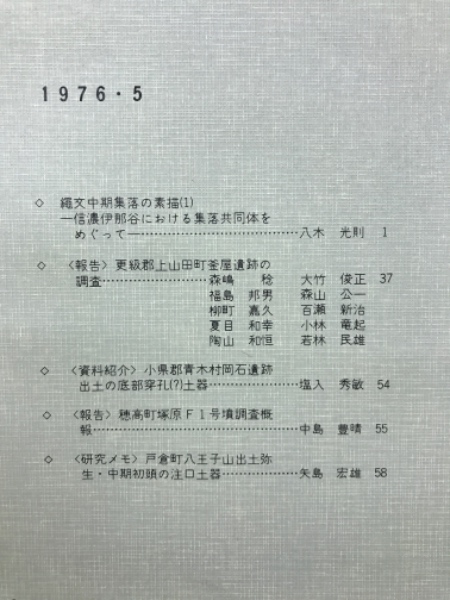 1976・5
◇ 縄文中期集落の素描(1)
―信濃伊那谷における集落共同体を
めぐって―……………………………八木 光則 1
◇ 〈報告〉更級郡上山田町釜屋遺跡の
調査……………………森嶋 稔 大竹 俊正 37
福島 邦男 森山 公一
柳町 嘉久 百瀬 新治
夏目 和幸 小林 竜起
陶山 和恒 若林 民雄
◇ 〈資料紹介〉小県郡青木村岡石遺跡
出土の底部穿孔(?)土器………………塩入 秀敏 54
◇ 〈報告〉穂高町塚原F1号墳調査概
報…………………………………………中島 豊晴 55
◇ 〈研究メモ〉戸倉町八王子山出土弥
生・中期初頭の注口土器………………矢島 宏雄 58